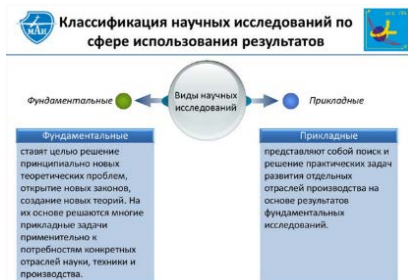 Классификация научных исследований по
сфере использования результатов
МАИ
Фундаментальные
Виды научных
исследований
Прикладные
Фундаментальные
ставят целью решение
принципиально новых
теоретических проблем,
открытие новых законов,
создание новых теорий. На
их основе решаются многие
прикладные задачи
применительно к
потребностям конкретных
отраслей науки, техники и
производства.
Прикладные
представляют собой поиск и
решение практических задач
развития отдельных
отраслей производства на
основе результатов
фундаментальных
исследований.